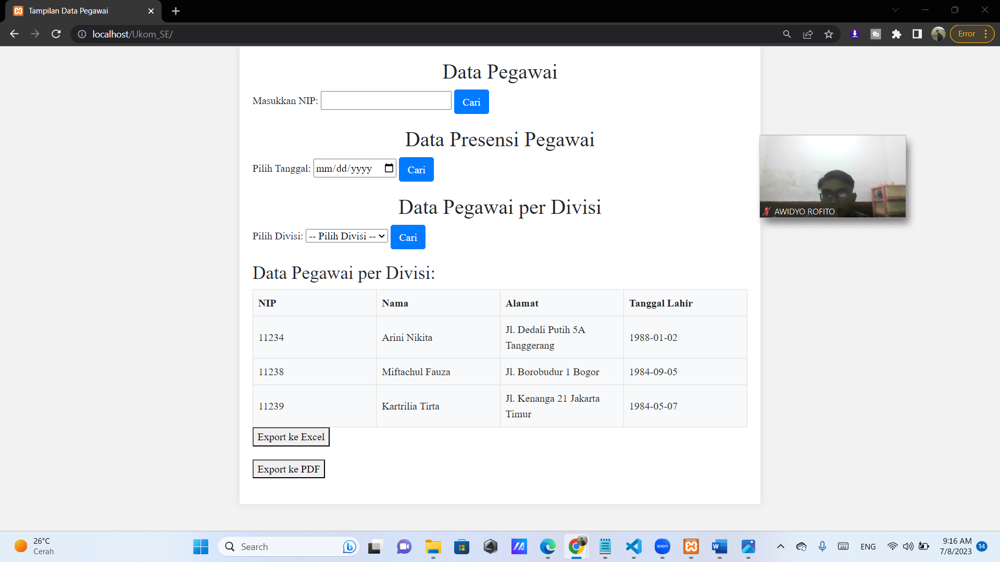 Tampilan Data Pegawai
localhost/Ukom_SE/
Error
Data Pegawai
Masukkan NIP: Cari
Data Presensi Pegawai
Pilih Tanggal: mm/dd/yyyy Cari
Data Pegawai per Divisi
Pilih Divisi: -- Pilih Divisi -- Cari
AWIDYO ROFITO
Data Pegawai per Divisi:
NIP Nama Alamat Tanggal Lahir
11234 Arini Nikita Jl. Dedali Putih 5A Tanggerang 1988-01-02
11238 Miftachul Fauza Jl. Borobudur 1 Bogor 1984-09-05
11239 Kartrilia Tirta Jl. Kenanga 21 Jakarta Timur 1984-05-07
Export ke Excel
Export ke PDF
26°C
Cerah
Search
zoom
ENG
9:16 AM
7/8/2023
14